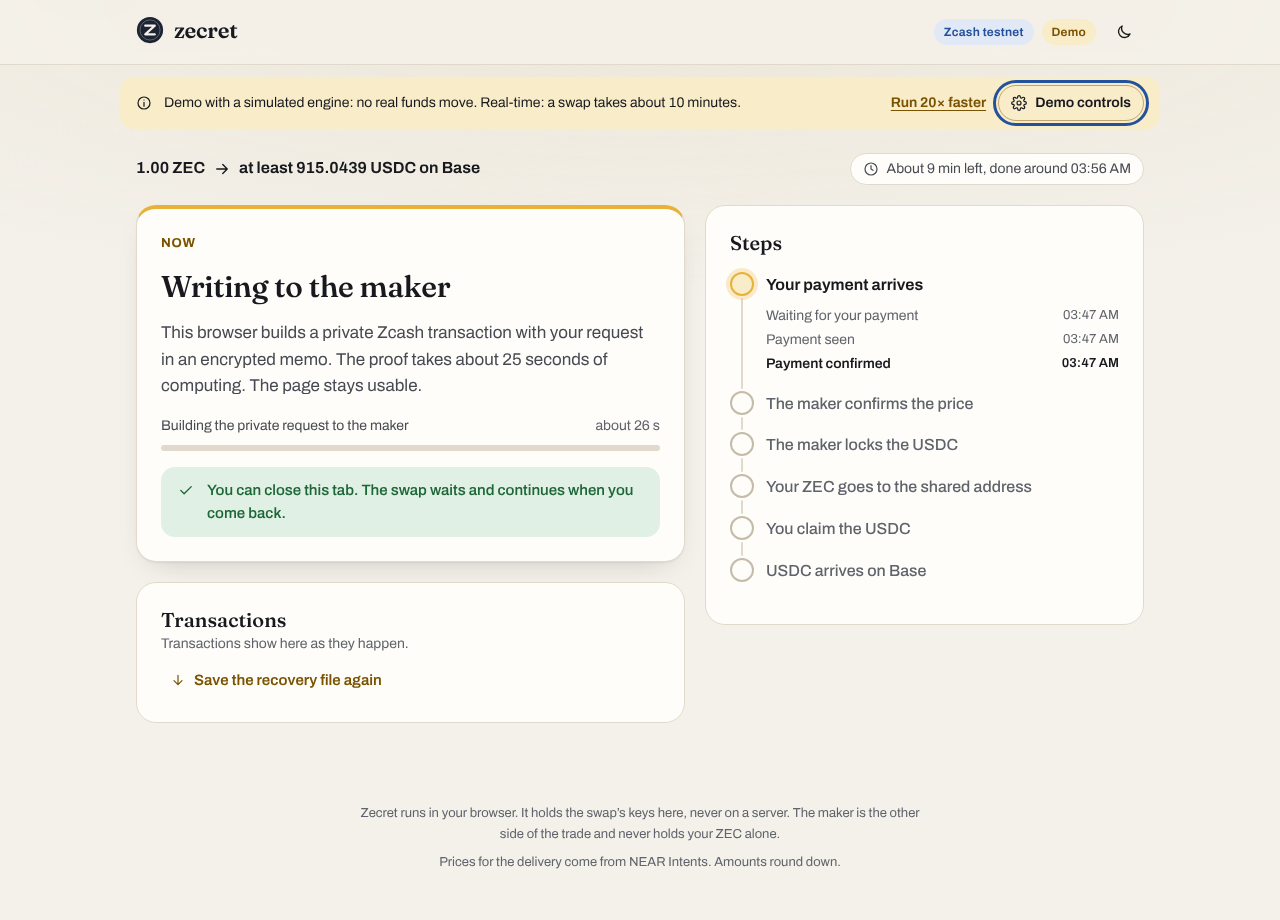 zecret
Zcash testnet
Demo
Demo with a simulated engine: no real funds move. Real-time: a swap takes about 10 minutes.
Run 20× faster
Demo controls
1.00 ZEC → at least 915.0439 USDC on Base
About 9 min left, done around 03:56 AM
NOW
Writing to the maker
This browser builds a private Zcash transaction with your request
in an encrypted memo. The proof takes about 25 seconds of
computing. The page stays usable.
Building the private request to the maker
about 26 s
You can close this tab. The swap waits and continues when you
come back.
Transactions
Transactions show here as they happen.
Save the recovery file again
Steps
Your payment arrives
Waiting for your payment 03:47 AM
Payment seen 03:47 AM
Payment confirmed 03:47 AM
The maker confirms the price
The maker locks the USDC
Your ZEC goes to the shared address
You claim the USDC
USDC arrives on Base
Zecret runs in your browser. It holds the swap’s keys here, never on a server. The maker is the other
side of the trade and never holds your ZEC alone.
Prices for the delivery come from NEAR Intents. Amounts round down.